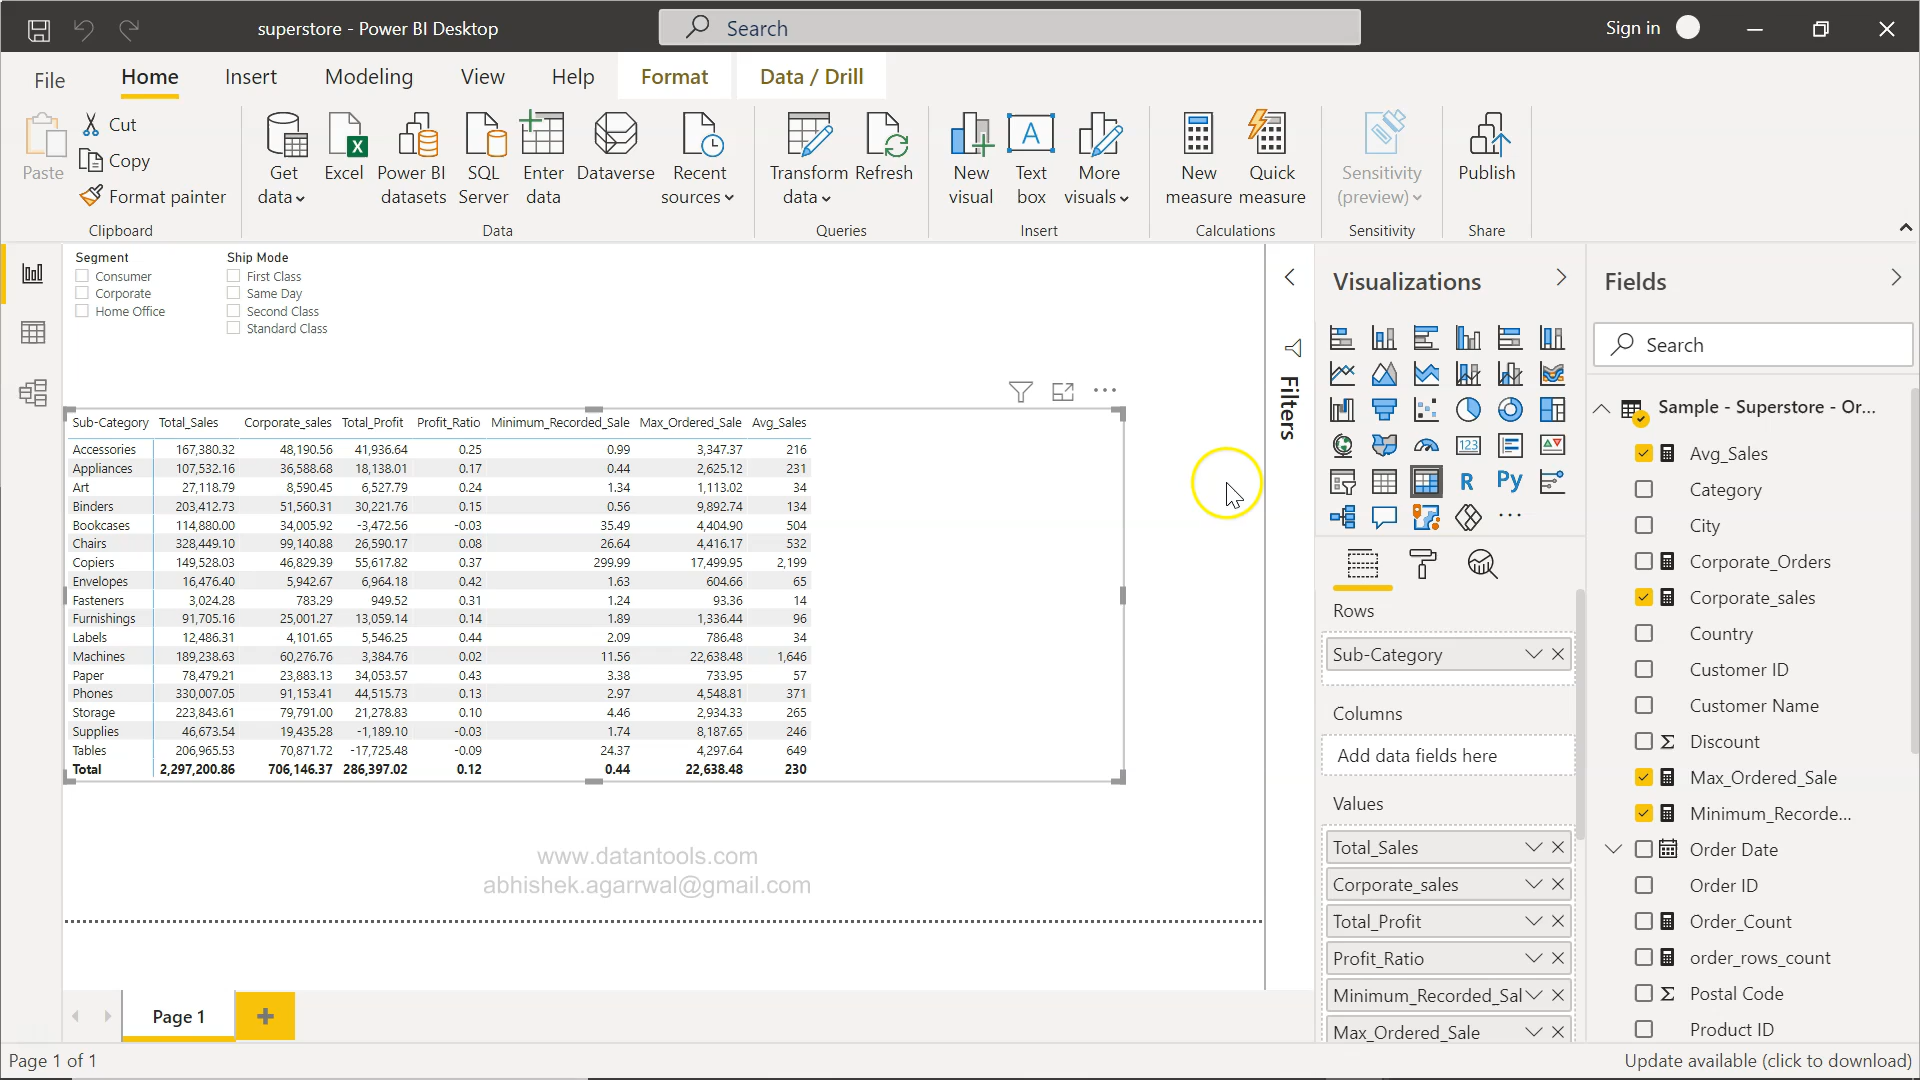 superstore - Power BI Desktop
Search
Sign in
File
Home
Insert
Modeling
View
Help
Format
Data / Drill
Paste
Cut
Copy
Format painter
Clipboard
Get data
Excel
Power BI datasets
SQL Server
Enter data
Dataverse
Recent sources
Data
Transform data
Refresh
Queries
New visual
A
Text box
More visuals
Insert
New measure
Quick measure
Calculations
Sensitivity (preview)
Sensitivity
Publish
Share
Segment
Consumer
Corporate
Home Office
Ship Mode
First Class
Same Day
Second Class
Standard Class
Sub-Category Total_Sales Corporate_sales Total_Profit Profit_Ratio Minimum_Recorded_Sale Max_Ordered_Sale Avg_Sales
Accessories 167,380.32 48,190.56 41,936.64 0.25 0.99 3,347.37 216
Appliances 107,532.16 36,588.68 18,138.01 0.17 0.44 2,625.12 231
Art 27,118.79 8,590.45 6,527.79 0.24 1.34 1,113.02 34
Binders 203,412.73 51,560.31 30,221.76 0.15 0.56 9,892.74 134
Bookcases 114,880.00 34,005.92 -3,472.56 -0.03 35.49 4,404.90 504
Chairs 328,449.10 99,140.88 26,590.17 0.08 26.64 4,416.17 532
Copiers 149,528.03 46,829.39 55,617.82 0.37 299.99 17,499.95 2,199
Envelopes 16,476.40 5,942.67 6,964.18 0.42 1.63 604.66 65
Fasteners 3,024.28 783.29 949.52 0.31 1.24 93.36 14
Furnishings 91,705.16 25,001.27 13,059.14 0.14 1.89 1,336.44 96
Labels 12,486.31 4,101.65 5,546.25 0.44 2.09 786.48 34
Machines 189,238.63 60,276.76 3,384.76 0.02 11.56 22,638.48 1,646
Paper 78,479.21 23,883.13 34,053.57 0.43 3.38 733.95 57
Phones 330,007.05 91,153.41 44,515.73 0.13 2.97 4,548.81 371
Storage 223,843.61 79,791.00 21,278.83 0.10 4.46 2,934.33 265
Supplies 46,673.54 19,435.28 -1,189.10 -0.03 1.74 8,187.65 246
Tables 206,965.53 70,871.72 -17,725.48 -0.09 24.37 4,297.64 649
Total 2,297,200.86 706,146.37 286,397.02 0.12 0.44 22,638.48 230
www.datantools.com
abhishek.agarrwal@gmail.com
Page 1
Page 1 of 1
Filters
Visualizations
123
R
Py
Rows
Sub-Category
Columns
Add data fields here
Values
Total_Sales
Corporate_sales
Total_Profit
Profit_Ratio
Minimum_Recorded_Sal
Max_Ordered_Sale
Fields
Search
Sample - Superstore - Or...
Avg_Sales
Category
City
Corporate_Orders
Corporate_sales
Country
Customer ID
Customer Name
Discount
Max_Ordered_Sale
Minimum_Recorde...
Order Date
Order ID
Order_Count
order_rows_count
Postal Code
Product ID
Update available (click to download)